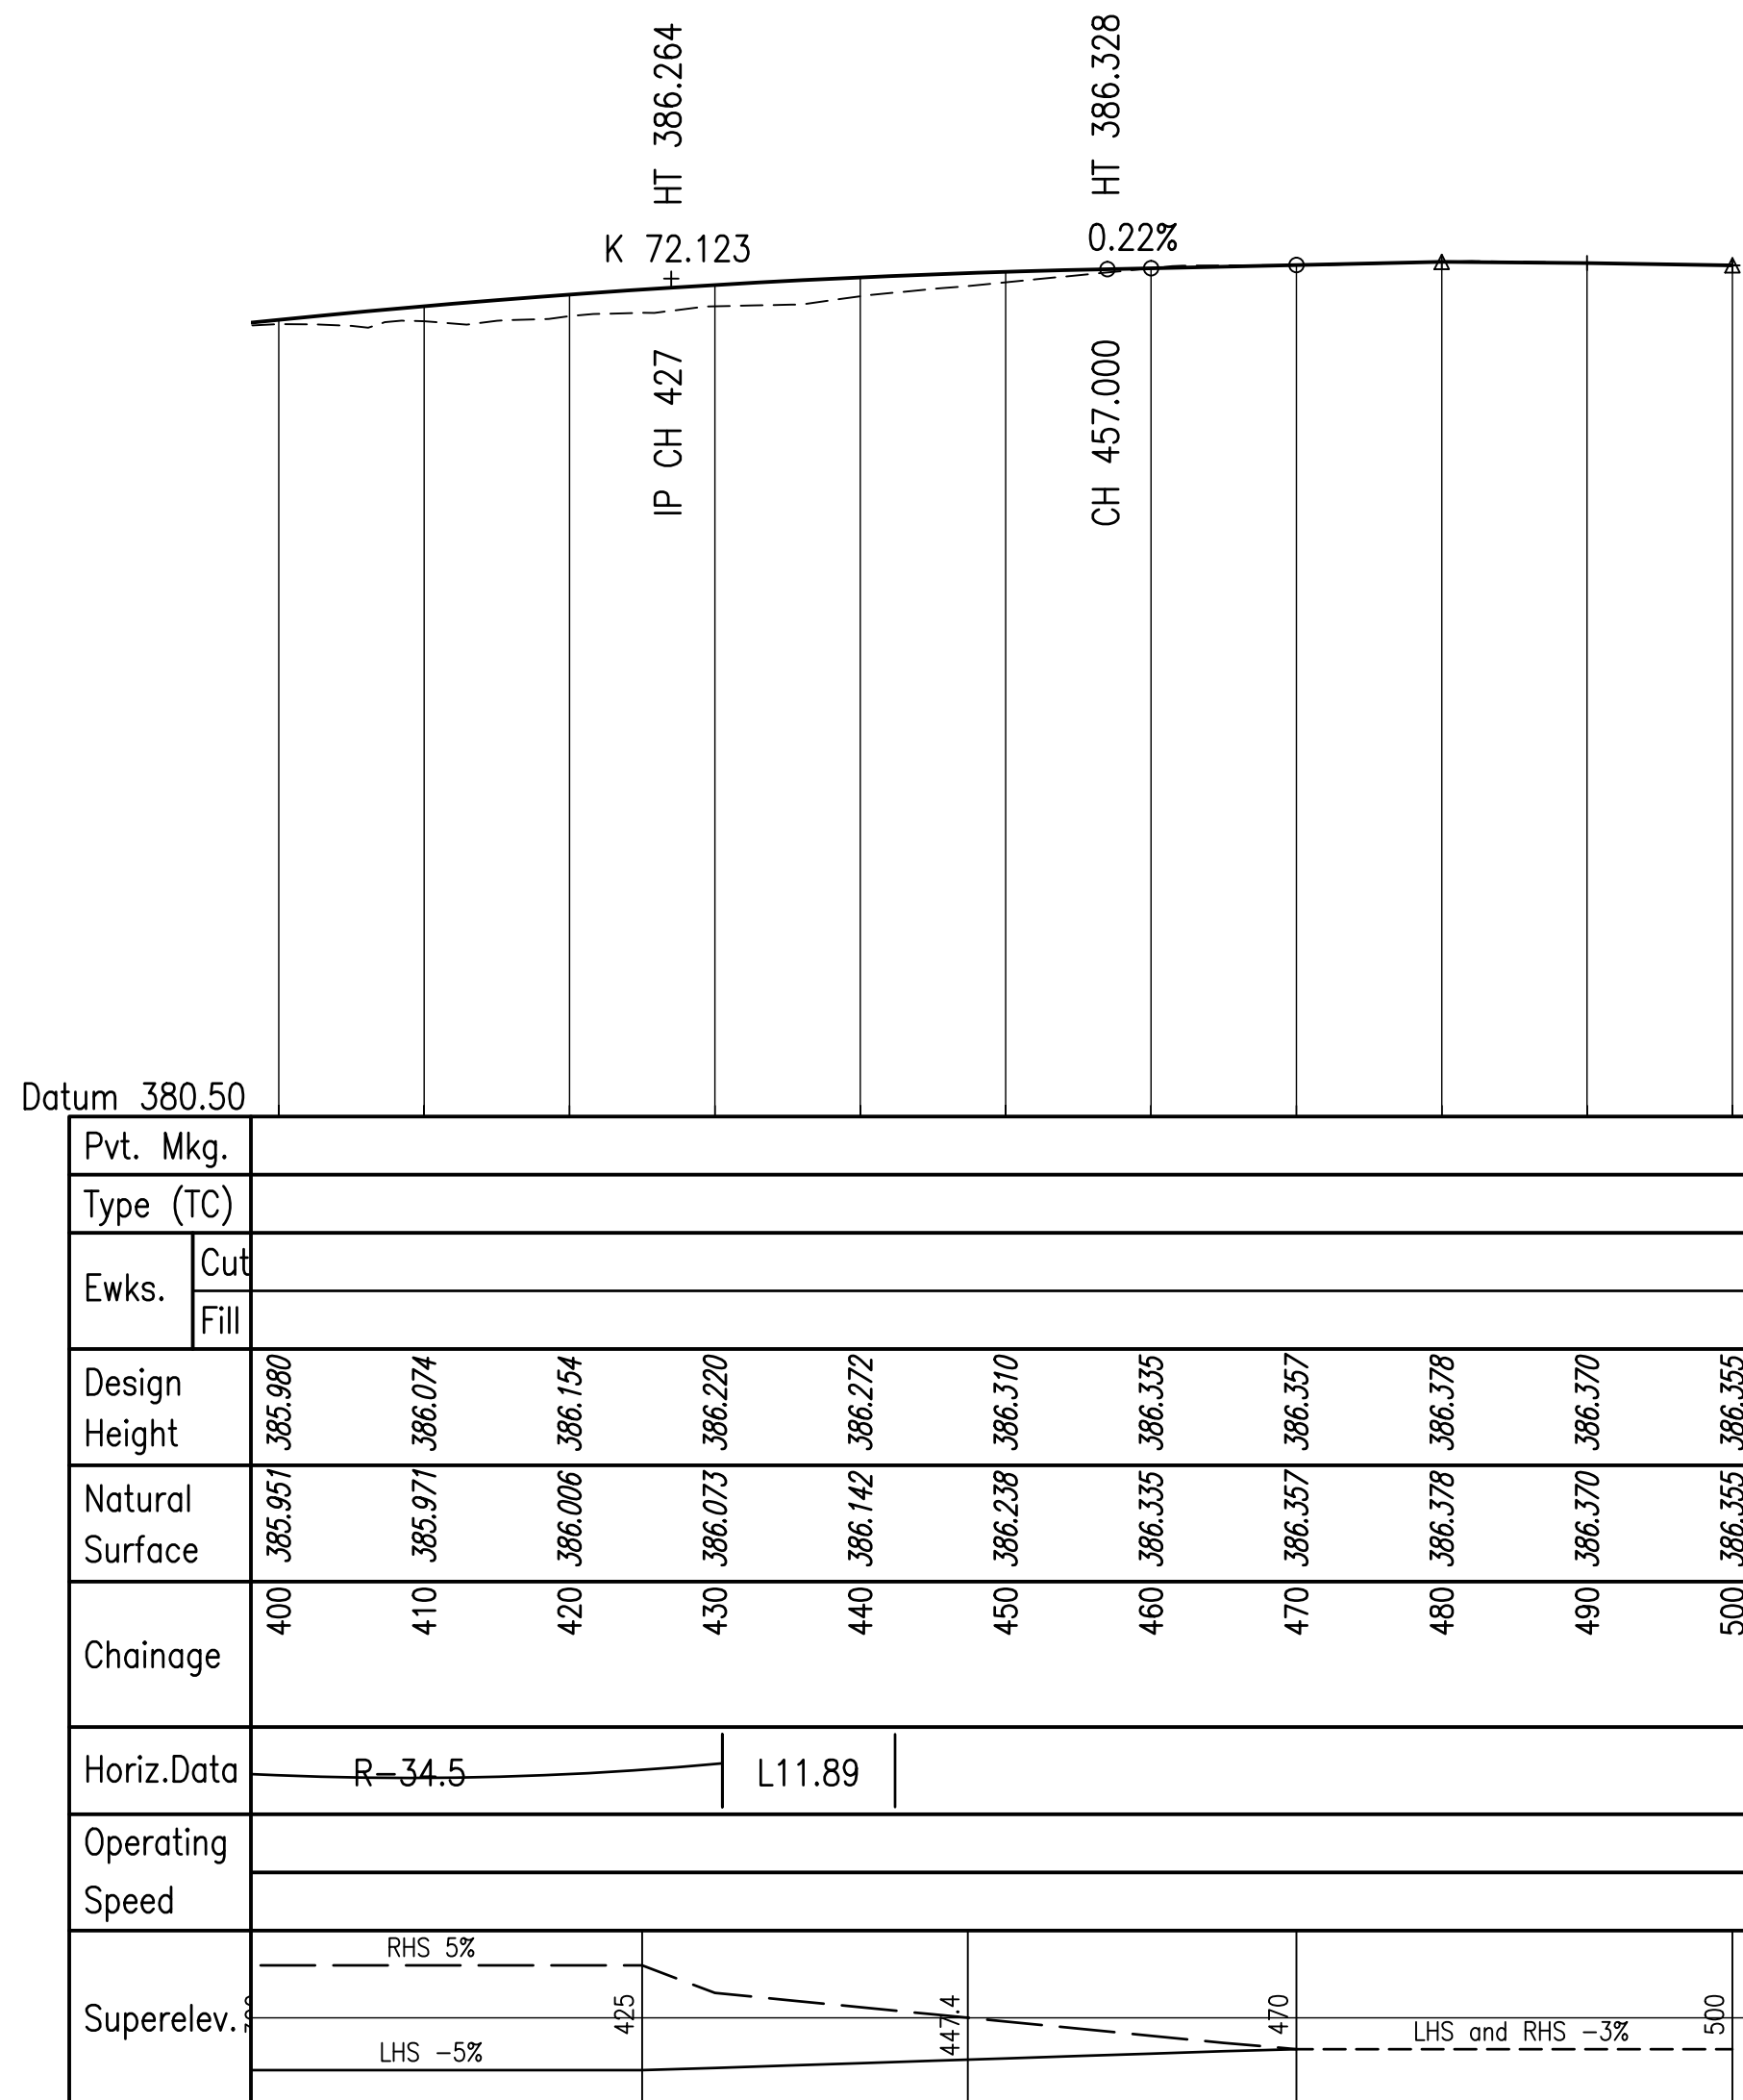 HT 386.264
HT 386.328
K 72.123
0.22%
IP CH 427
CH 457.000
Datum 380.50
Pvt. Mkg.
Type (TC)
Ewks.
Cut
Fill
Design Height
385.980 386.074 386.154 386.220 386.272 386.310 386.335 386.357 386.378 386.370 386.355
Natural Surface
385.951 385.971 386.006 386.073 386.142 386.238 386.335 386.357 386.378 386.370 386.355
Chainage
400 410 420 430 440 450 460 470 480 490 500
Horiz.Data
R-34.5
L11.89
Operating Speed
Superelev.
RHS 5%
LHS -5%
425
447.4
470
LHS and RHS -3%
500